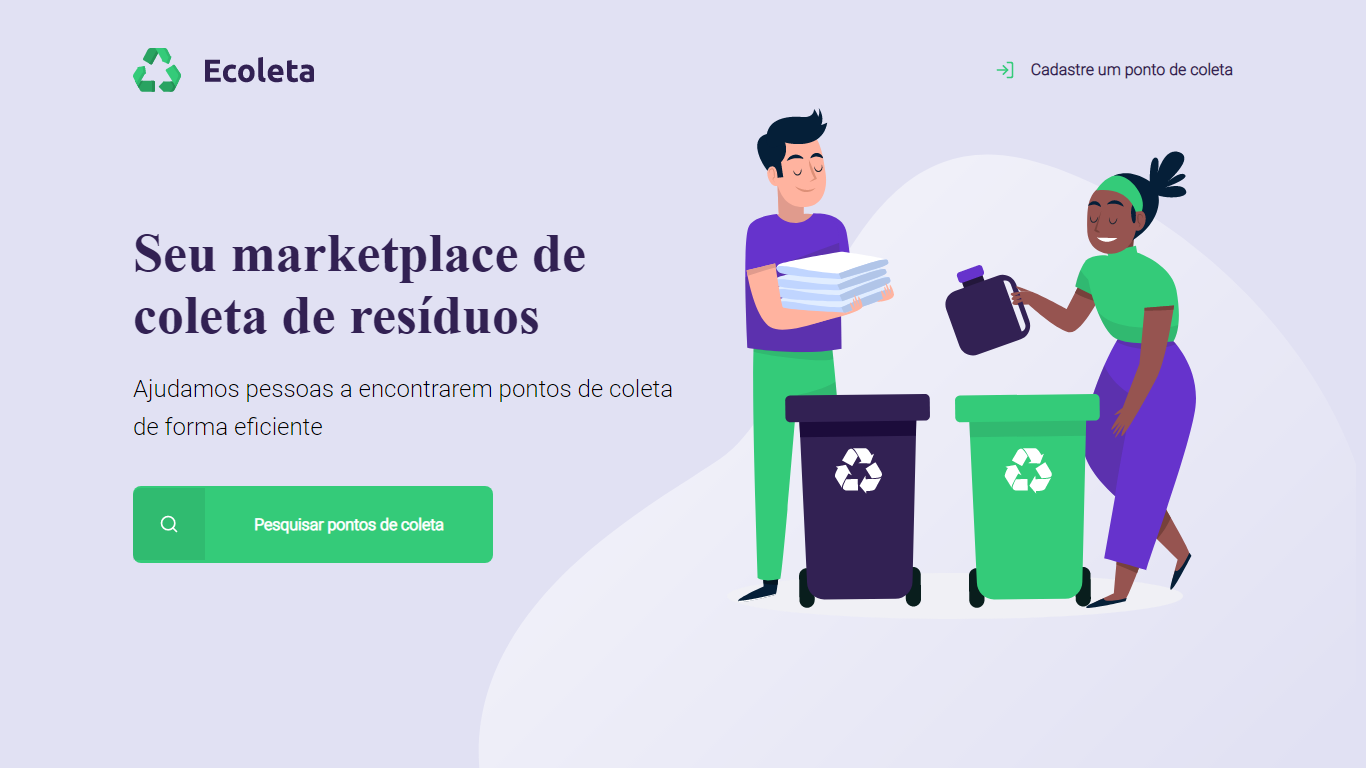 Ecoleta
Cadastre um ponto de coleta
Seu marketplace de
coleta de resíduos
Ajudamos pessoas a encontrarem pontos de coleta
de forma eficiente
Pesquisar pontos de coleta